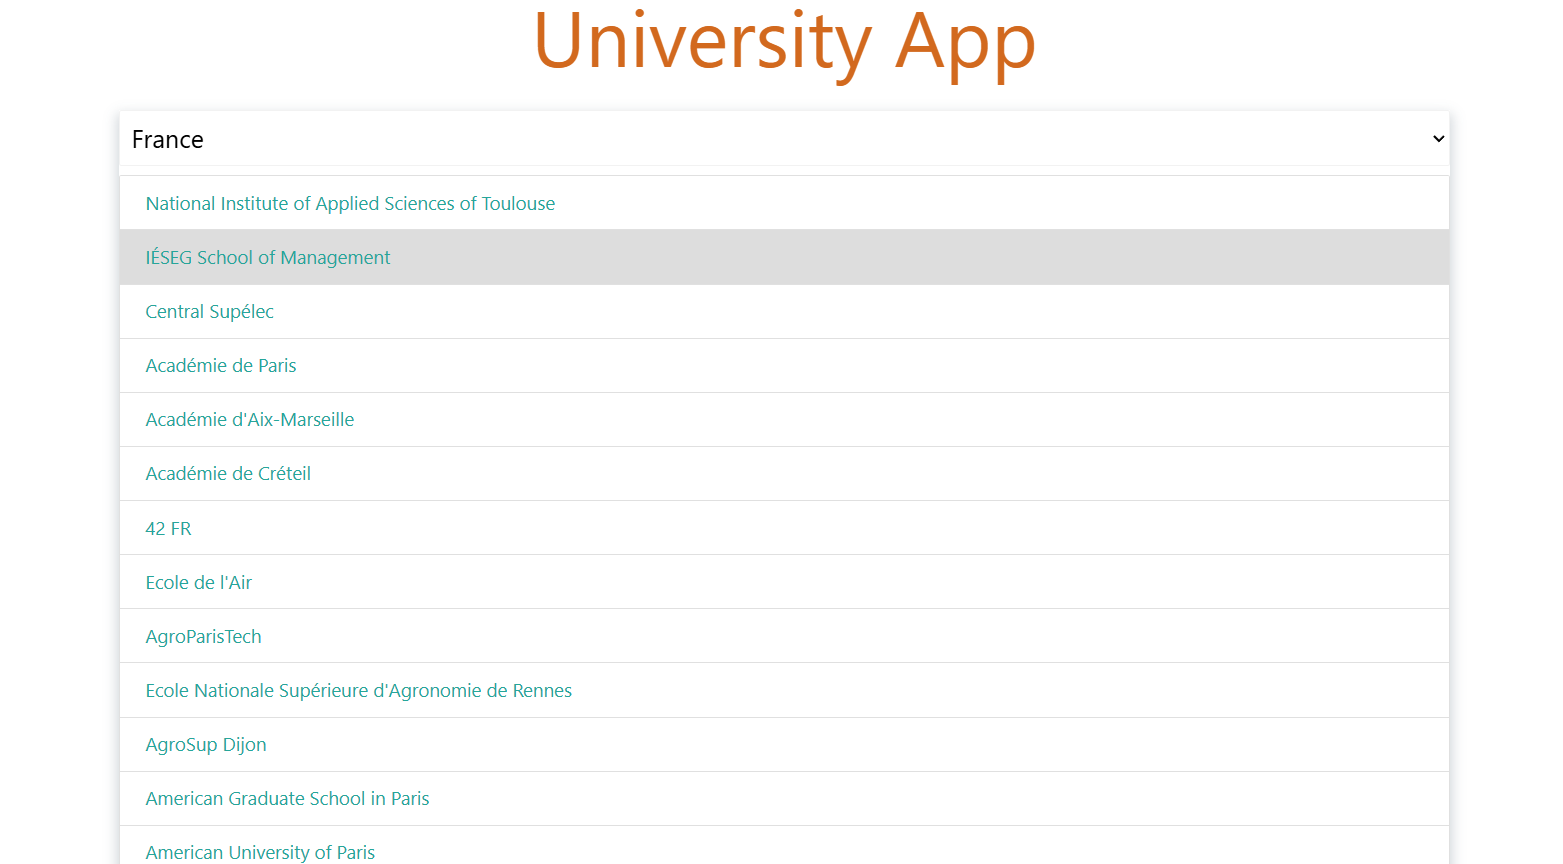 University App
France
National Institute of Applied Sciences of Toulouse
IÉSEG School of Management
Central Supélec
Académie de Paris
Académie d'Aix-Marseille
Académie de Créteil
42 FR
Ecole de l'Air
AgroParisTech
Ecole Nationale Supérieure d'Agronomie de Rennes
AgroSup Dijon
American Graduate School in Paris
American University of Paris